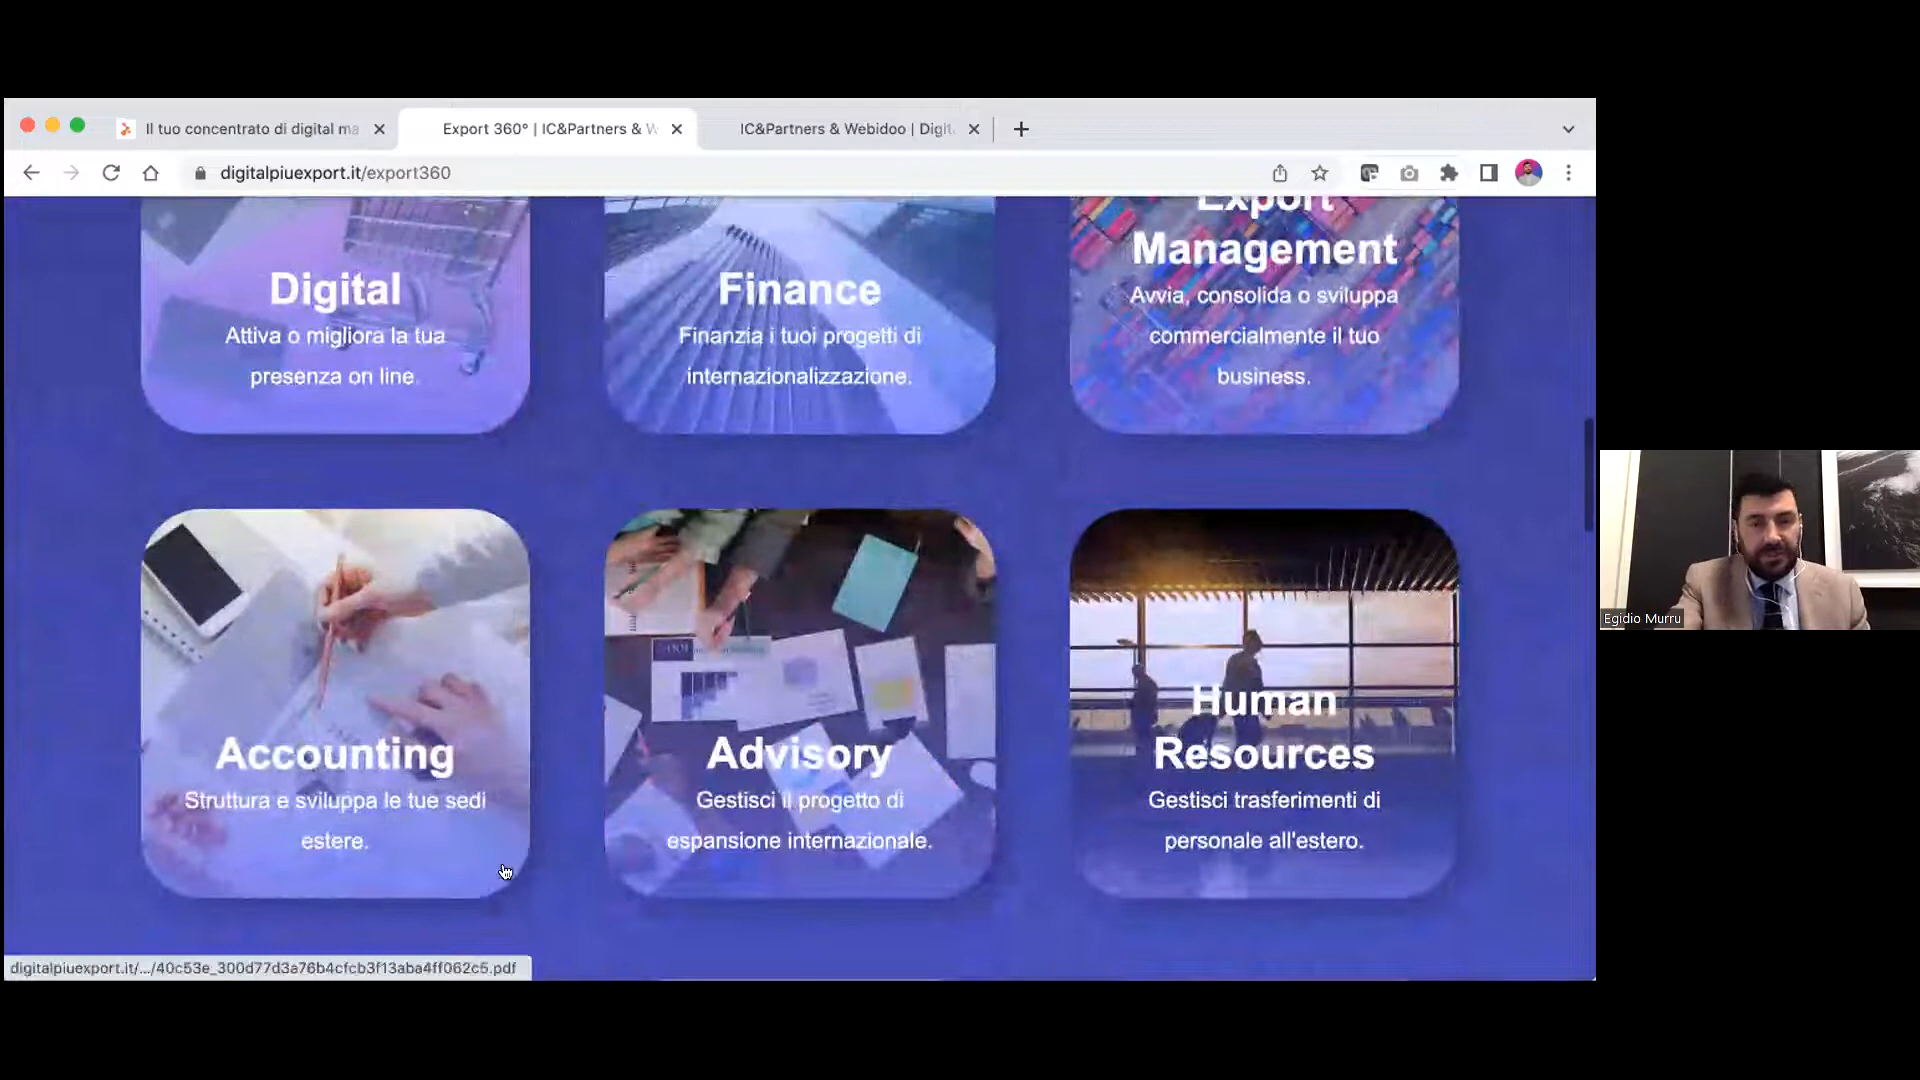 Il tuo concentrato di digital ma
Export 360° | IC&Partners & W
IC&Partners & Webidoo | Digit
digitalpiuexport.it/export360
Digital
Attiva o migliora la tua
presenza on line.
Finance
Finanzia i tuoi progetti di
internazionalizzazione.
Export
Management
Avvia, consolida o sviluppa
commercialmente il tuo
business.
Accounting
Struttura e sviluppa le tue sedi
estere.
Advisory
Gestisci il progetto di
espansione internazionale.
Human
Resources
Gestisci trasferimenti di
personale all'estero.
digitalpiuexport.it/.../40c53e_300d77d3a76b4cfcb3f13aba4ff062c5.pdf
Egidio Murru